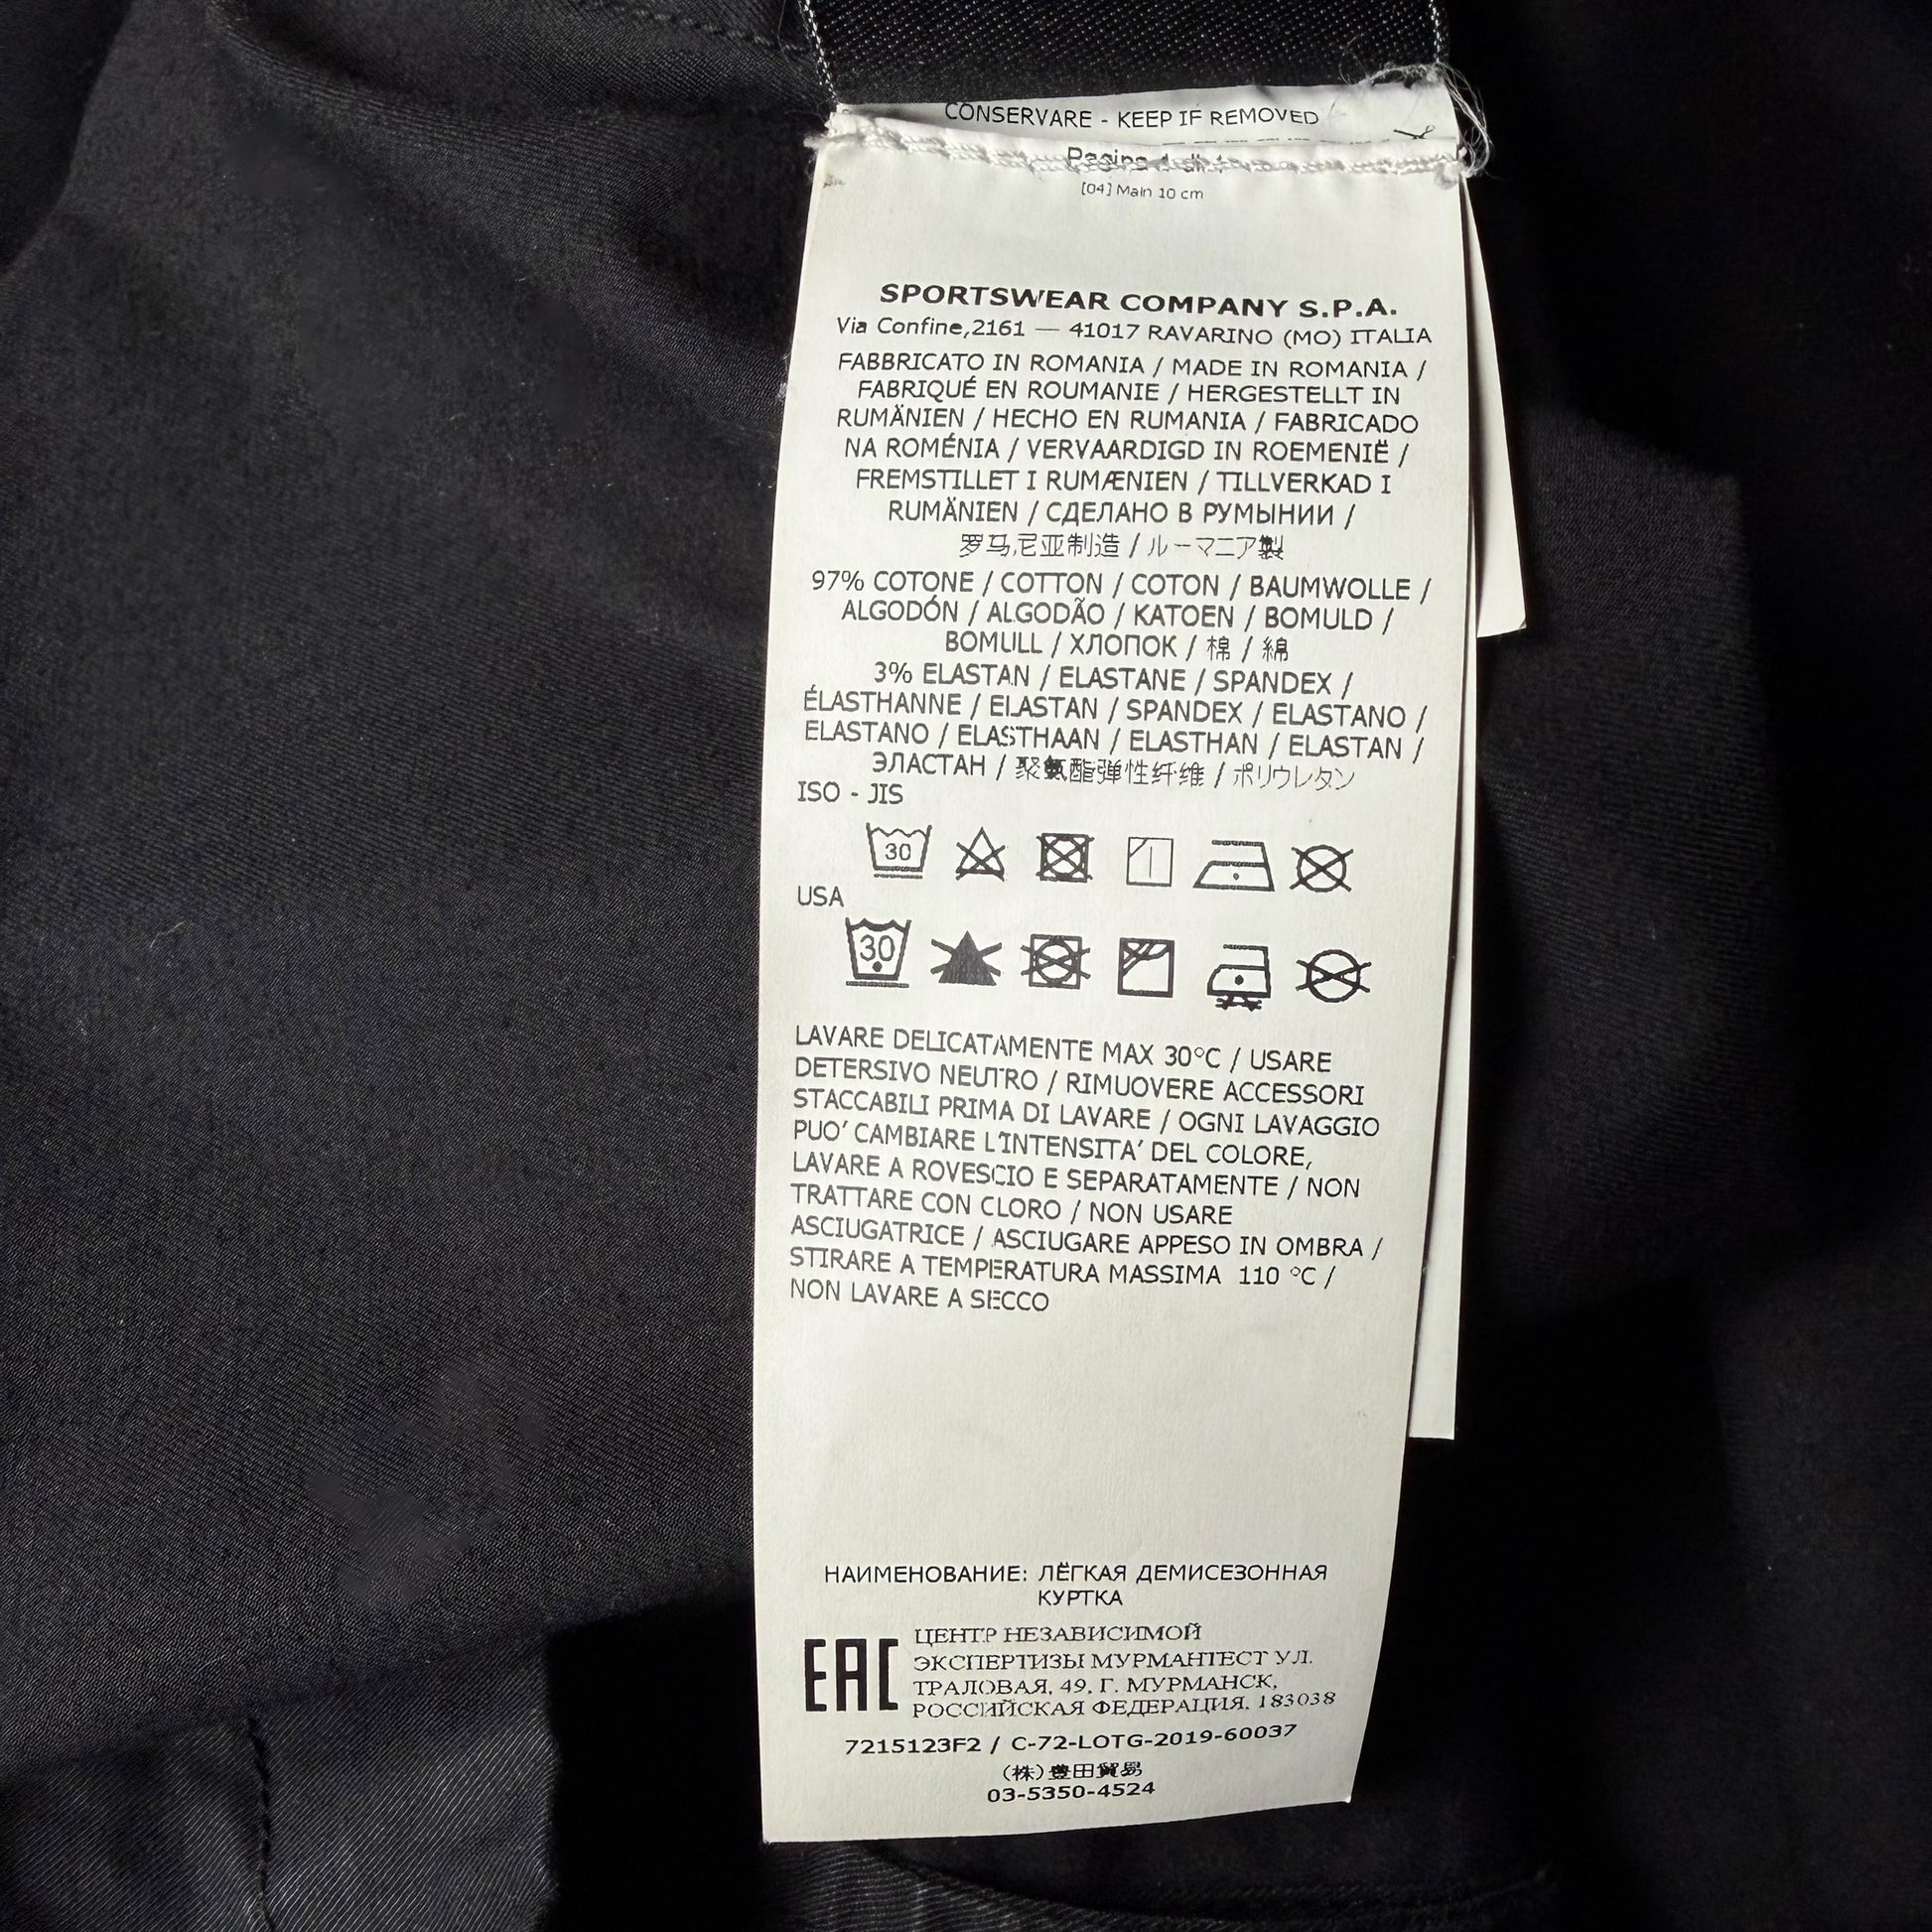 CONSERVARE - KEEP IF REMOVED
[04] Main 10 cm
SPORTSWEAR COMPANY S.P.A.
Via Confine,2161 — 41017 RAVARINO (MO) ITALIA
FABBRICATO IN ROMANIA / MADE IN ROMANIA /
FABRIQUÉ EN ROUMANIE / HERGESTELLT IN
RUMÄNIEN / HECHO EN RUMANIA / FABRICADO
NA ROMÉNIA / VERVAARDIGD IN ROEMENIË /
FREMSTILLET I RUMÆNIEN / TILLVERKAD I
RUMÄNIEN / СДЕЛАНО В РУМЫНИИ /
罗马尼亚制造 / ルーマニア製
97% COTONE / COTTON / COTON / BAUMWOLLE /
ALGODÓN / ALGODÃO / KATOEN / BOMULD /
BOMULL / ХЛОПОК / 棉 / 綿
3% ELASTAN / ELASTANE / SPANDEX /
ÉLASTHANNE / ELASTAN / SPANDEX / ELASTANO /
ELASTANO / ELASTHAAN / ELASTHAN / ELASTAN /
ЭЛАСТАН / 聚氨酯弹性纤维 / ポリウレタン
ISO - JIS
30
USA
30
LAVARE DELICATAMENTE MAX 30°C / USARE
DETERSIVO NEUTRO / RIMUOVERE ACCESSORI
STACCABILI PRIMA DI LAVARE / OGNI LAVAGGIO
PUO' CAMBIARE L'INTENSITA' DEL COLORE,
LAVARE A ROVESCIO E SEPARATAMENTE / NON
TRATTARE CON CLORO / NON USARE
ASCIUGATRICE / ASCIUGARE APPESO IN OMBRA /
STIRARE A TEMPERATURA MASSIMA 110 °C /
NON LAVARE A SECCO
НАИМЕНОВАНИЕ: ЛЁГКАЯ ДЕМИСЕЗОННАЯ
КУРТКА
EAC
ЦЕНТР НЕЗАВИСИМОЙ
ЭКСПЕРТИЗЫ МУРМАНТЕСТ УЛ.
ТРАЛОВАЯ, 49, Г. МУРМАНСК,
РОССИЙСКАЯ ФЕДЕРАЦИЯ, 183038
7215123F2 / C-72-LOTG-2019-60037
(株)豊田貿易
03-5350-4524